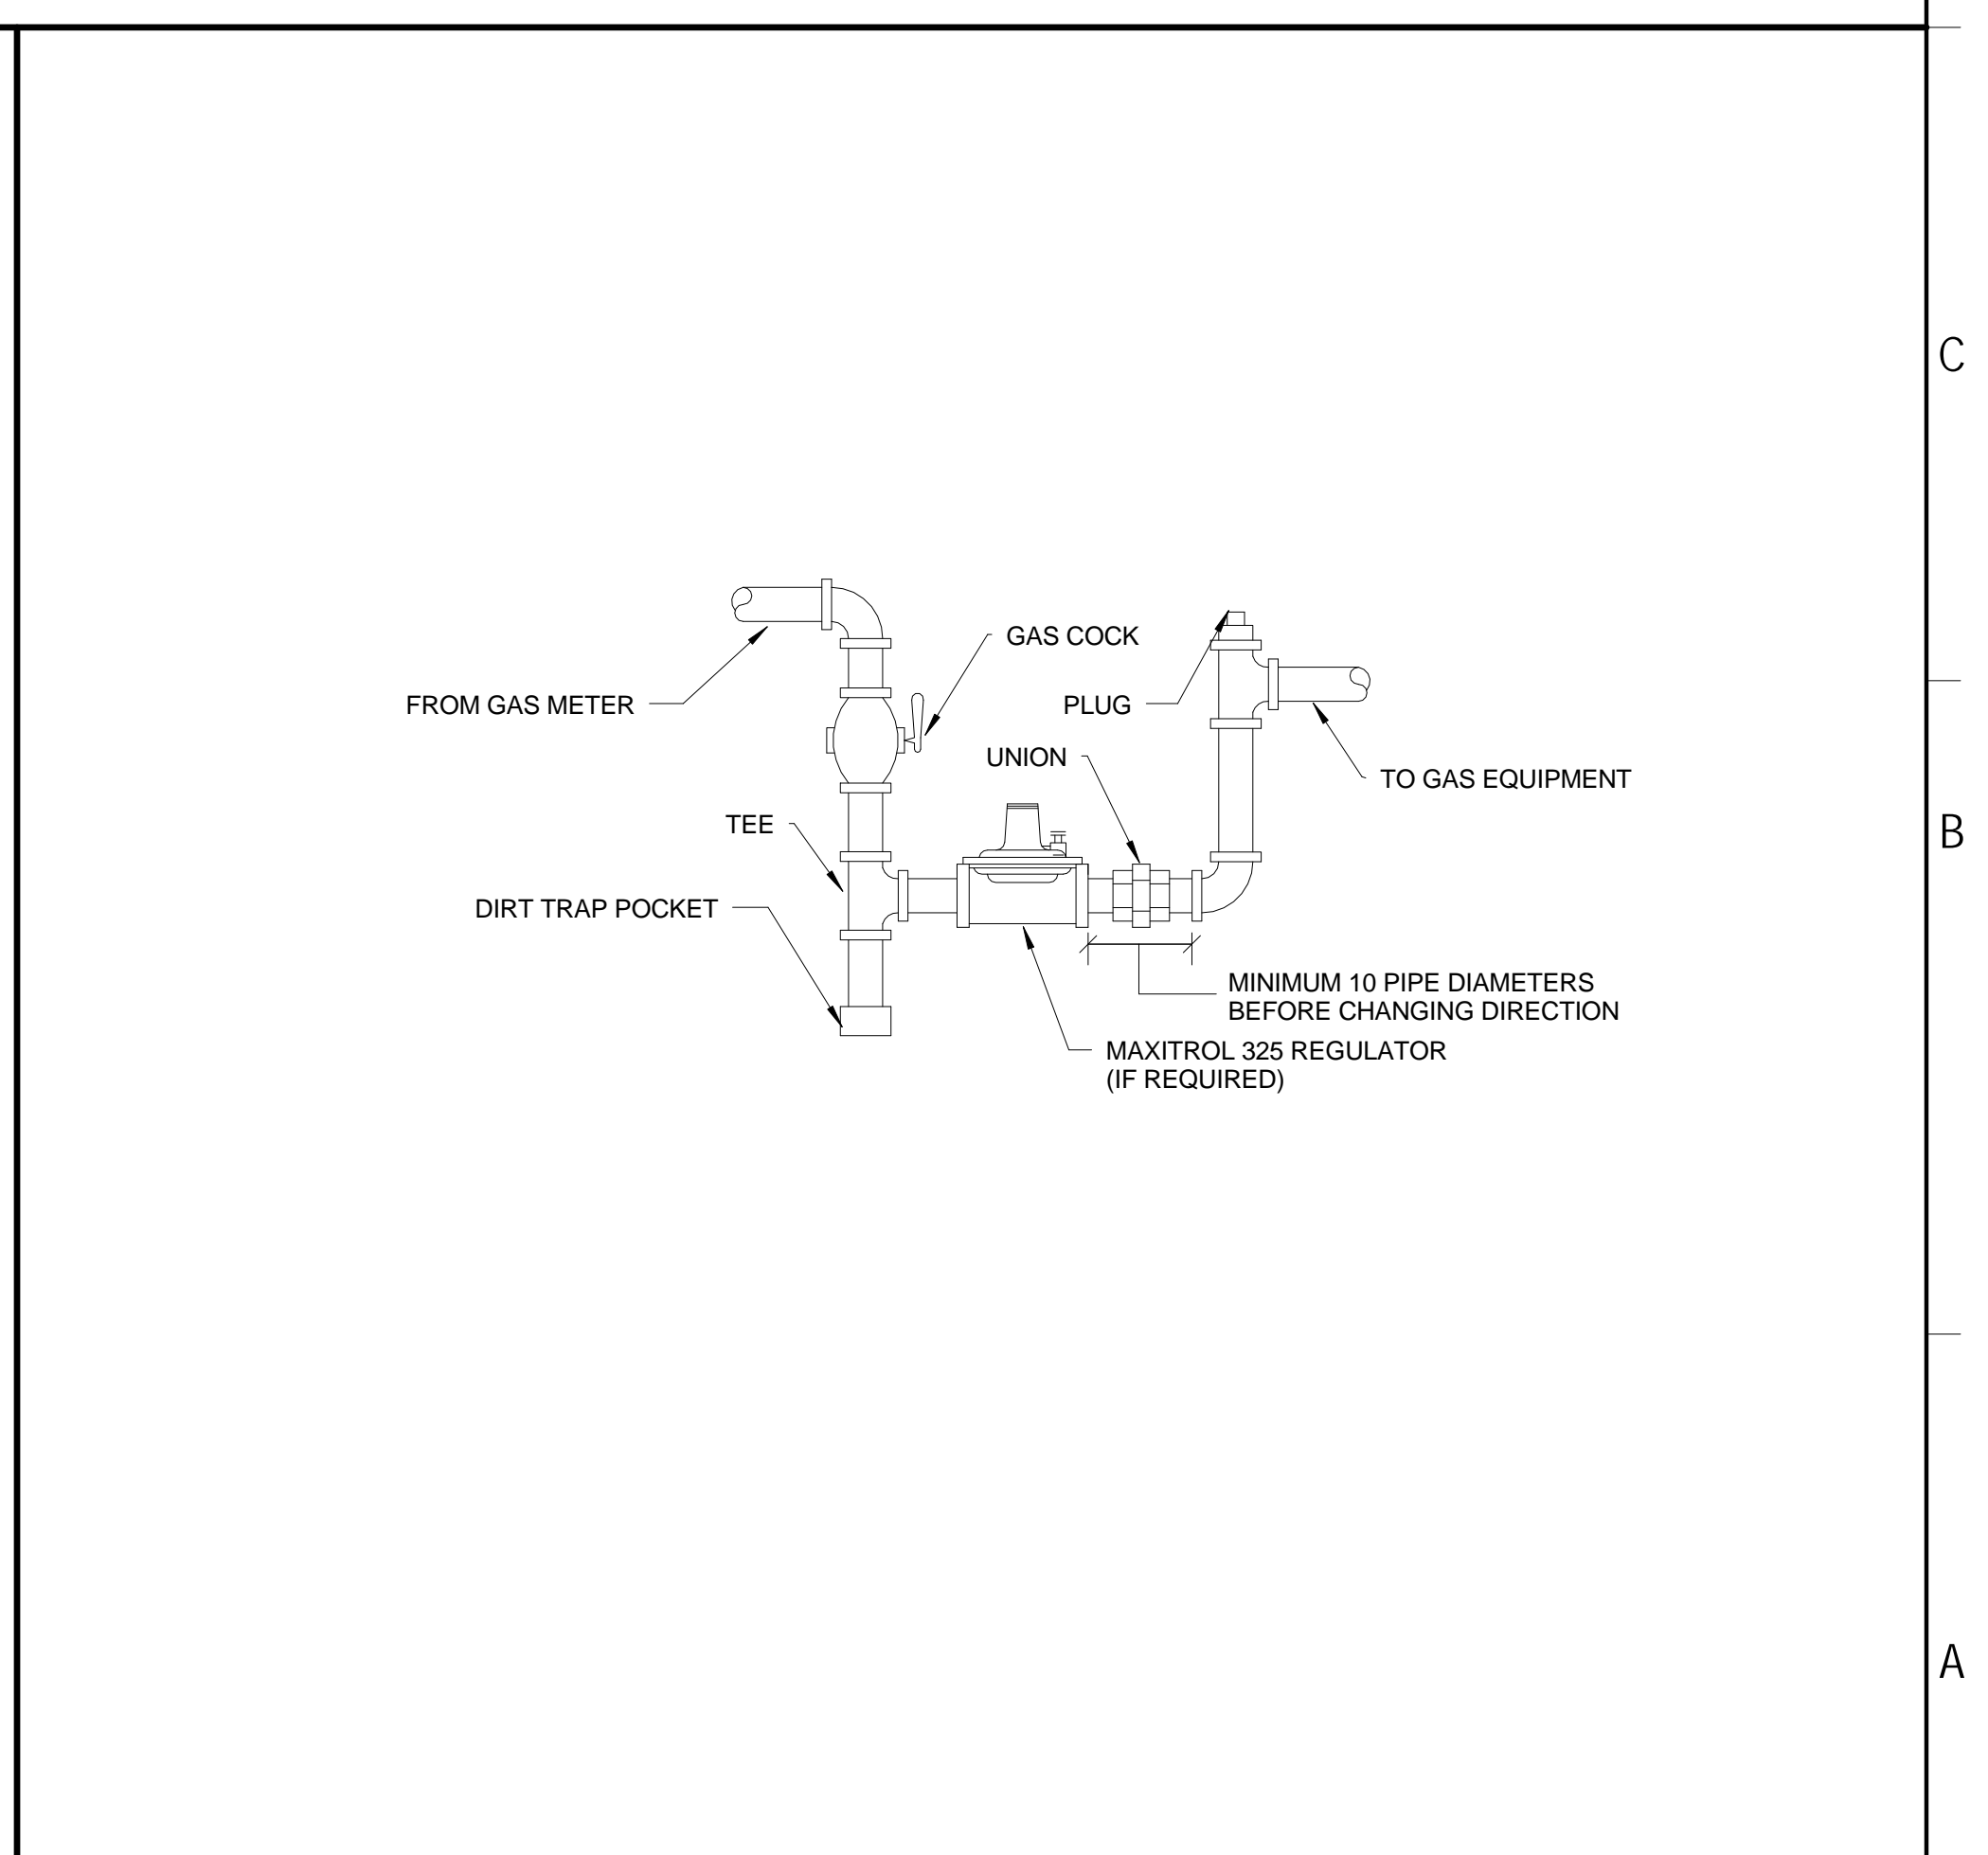 C
GAS COCK
FROM GAS METER
PLUG
UNION
TO GAS EQUIPMENT
TEE
B
DIRT TRAP POCKET
MINIMUM 10 PIPE DIAMETERS
BEFORE CHANGING DIRECTION
MAXITROL 325 REGULATOR
(IF REQUIRED)
A